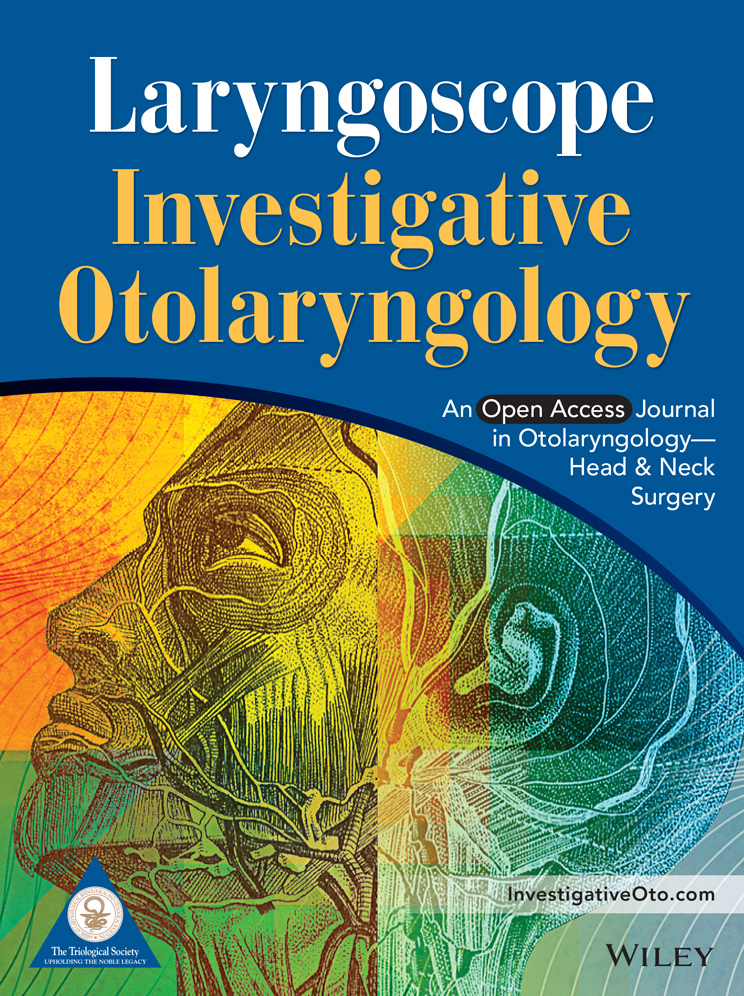 Laryngoscope
Investigative
Otolaryngology
An Open Access Journal
in Otolaryngology—
Head & Neck
Surgery
InvestigativeOto.com
The Triological Society
UPHOLDING THE NOBLE LEGACY
WILEY